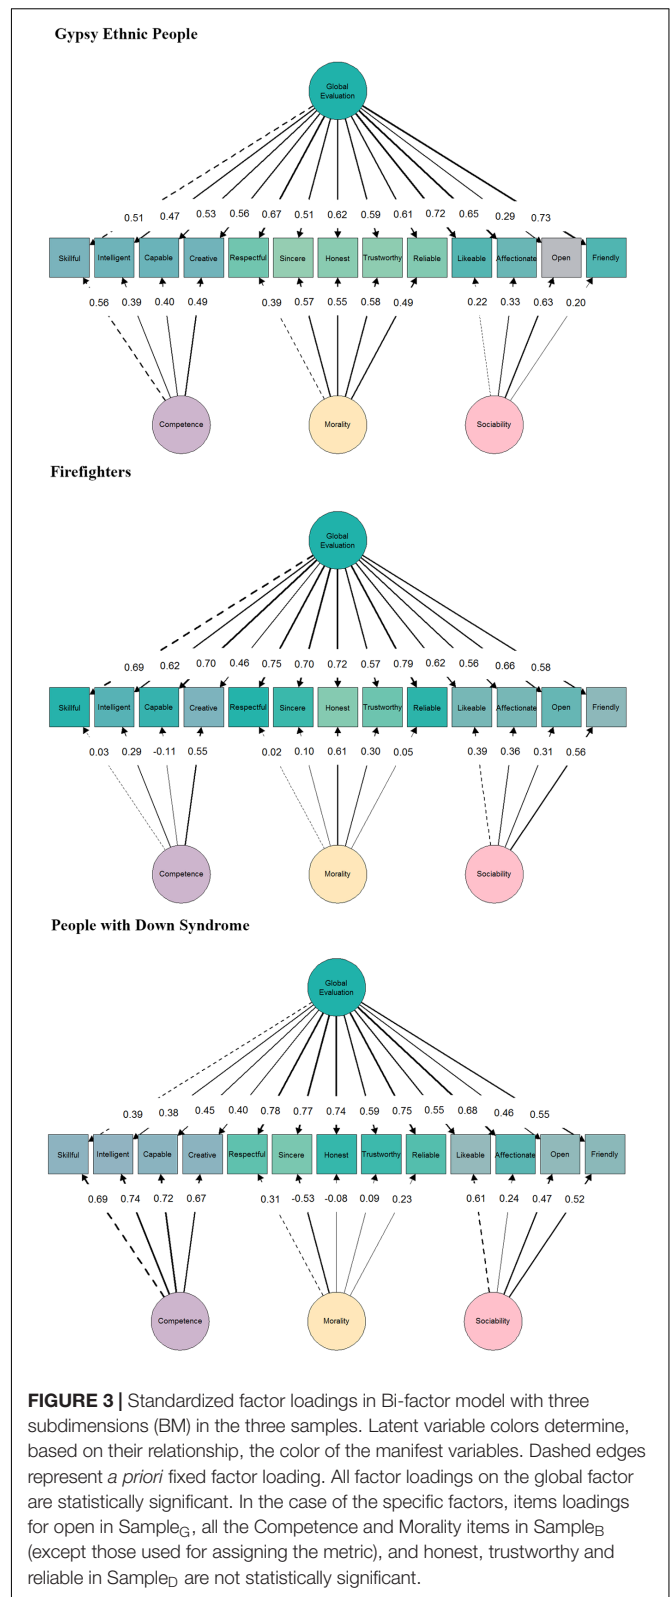 Gypsy Ethnic People
Global
Evaluation
0.51 0.47 0.53 0.56 0.67 0.51 0.62 0.59 0.61 0.72 0.65 0.29 0.73
Skillful Intelligent Capable Creative Respectful Sincere Honest Trustworthy Reliable Likeable Affectionate Open Friendly
0.56 0.39 0.40 0.49 0.39 0.57 0.55 0.58 0.49 0.22 0.33 0.63 0.20
Competence Morality Sociability
Firefighters
Global
Evaluation
0.69 0.62 0.70 0.46 0.75 0.70 0.72 0.57 0.79 0.62 0.56 0.66 0.58
Skillful Intelligent Capable Creative Respectful Sincere Honest Trustworthy Reliable Likeable Affectionate Open Friendly
0.03 0.29 -0.11 0.55 0.02 0.10 0.61 0.30 0.05 0.39 0.36 0.31 0.56
Competence Morality Sociability
People with Down Syndrome
Global
Evaluation
0.39 0.38 0.45 0.40 0.78 0.77 0.74 0.59 0.75 0.55 0.68 0.46 0.55
Skillful Intelligent Capable Creative Respectful Sincere Honest Trustworthy Reliable Likeable Affectionate Open Friendly
0.69 0.74 0.72 0.67 0.31 -0.53 -0.08 0.09 0.23 0.61 0.24 0.47 0.52
Competence Morality Sociability
FIGURE 3 | Standardized factor loadings in Bi-factor model with three
subdimensions (BM) in the three samples. Latent variable colors determine,
based on their relationship, the color of the manifest variables. Dashed edges
represent a priori fixed factor loading. All factor loadings on the global factor
are statistically significant. In the case of the specific factors, items loadings
for open in SampleG, all the Competence and Morality items in SampleB
(except those used for assigning the metric), and honest, trustworthy and
reliable in SampleD are not statistically significant.